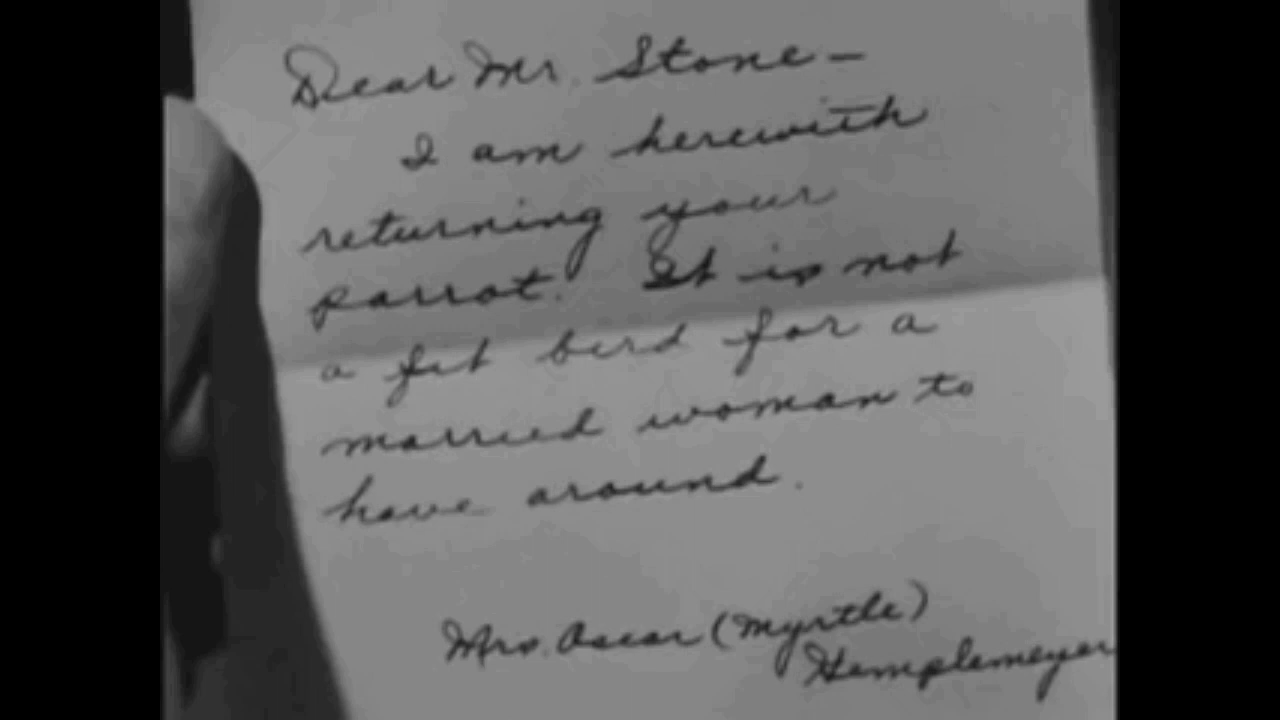 Dear Mr. Stone -
I am herewith
returning your
parrot. It is not
a fit bird for a
married woman to
have around.
Mrs. Oscar (Myrtle)
Hemplemeyer